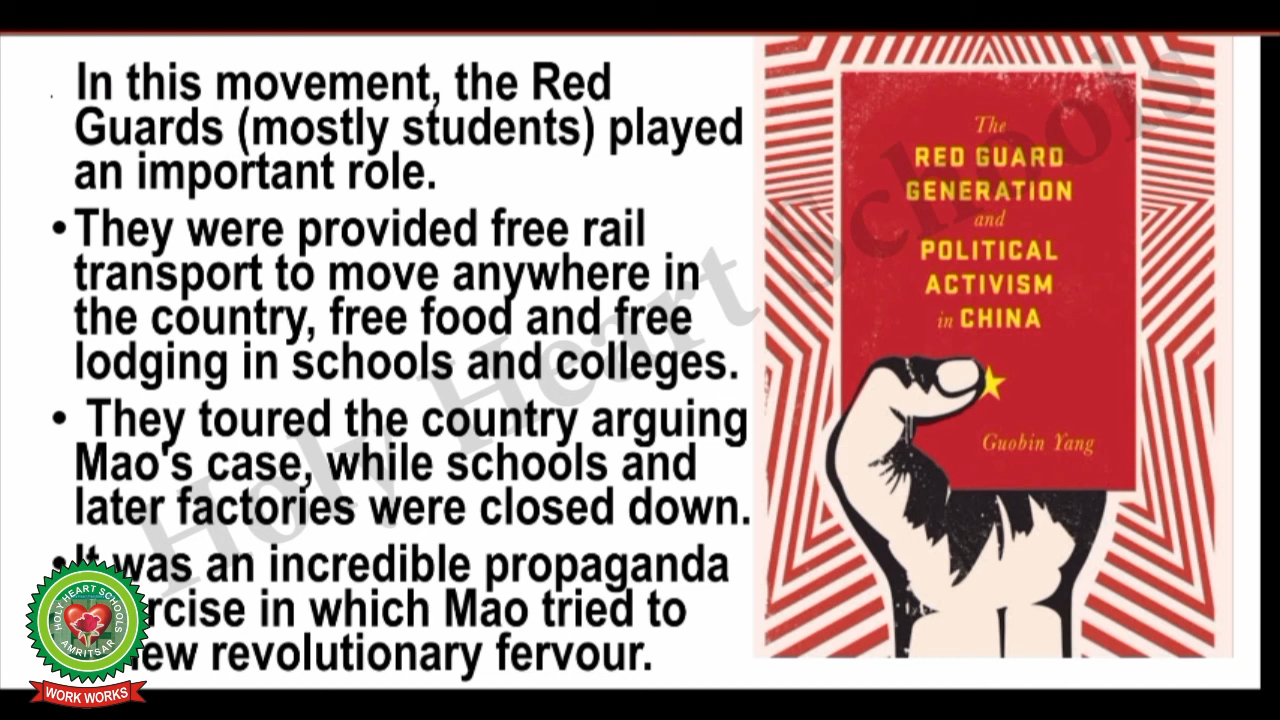 In this movement, the Red
Guards (mostly students) played
an important role.
• They were provided free rail
transport to move anywhere in
the country, free food and free
lodging in schools and colleges.
• They toured the country arguing
Mao's case, while schools and
later factories were closed down.
• It was an incredible propaganda
rcise in which Mao tried to
ew revolutionary fervour.
The
RED GUARD
GENERATION
and
POLITICAL
ACTIVISM
in CHINA
Guobin Yang
Holy Heart Schools
HOLY HEART SCHOOLS
AMRITSAR
WORK WORKS